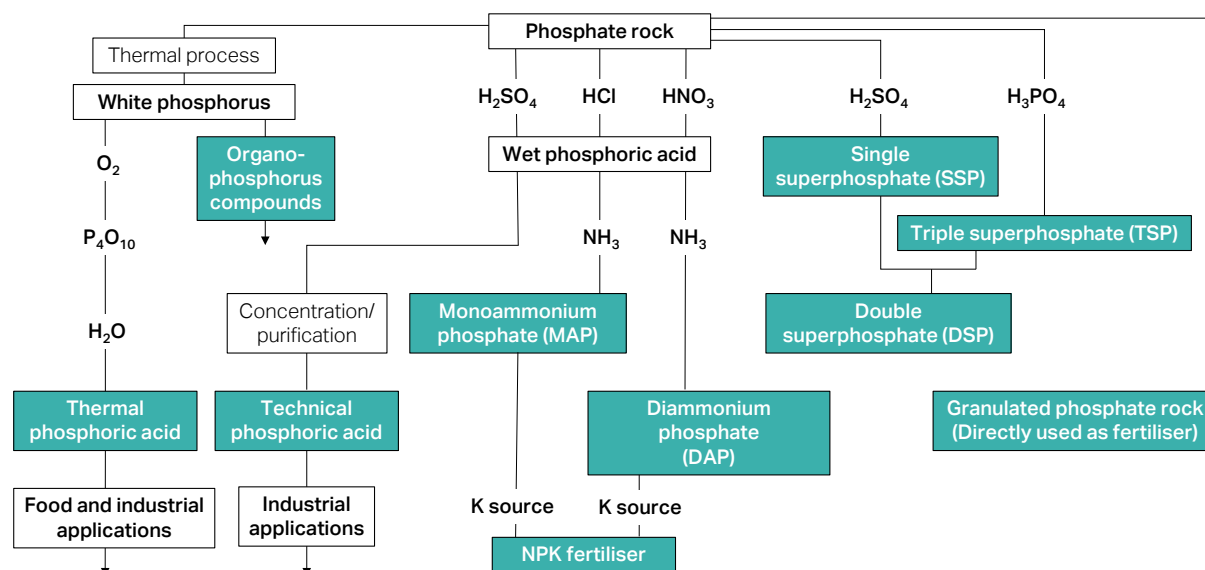 Phosphate rock
Thermal process
White phosphorus
H₂SO₄
HCl
HNO₃
H₂SO₄
H₃PO₄
O₂
Organo-
phosphorus
compounds
Wet phosphoric acid
Single
superphosphate (SSP)
P₄O₁₀
NH₃
NH₃
Triple superphosphate (TSP)
H₂O
Concentration/
purification
Monoammonium
phosphate (MAP)
Double
superphosphate (DSP)
Thermal
phosphoric acid
Technical
phosphoric acid
Diammonium
phosphate
(DAP)
Granulated phosphate rock
(Directly used as fertiliser)
Food and industrial
applications
Industrial
applications
K source
K source
NPK fertiliser